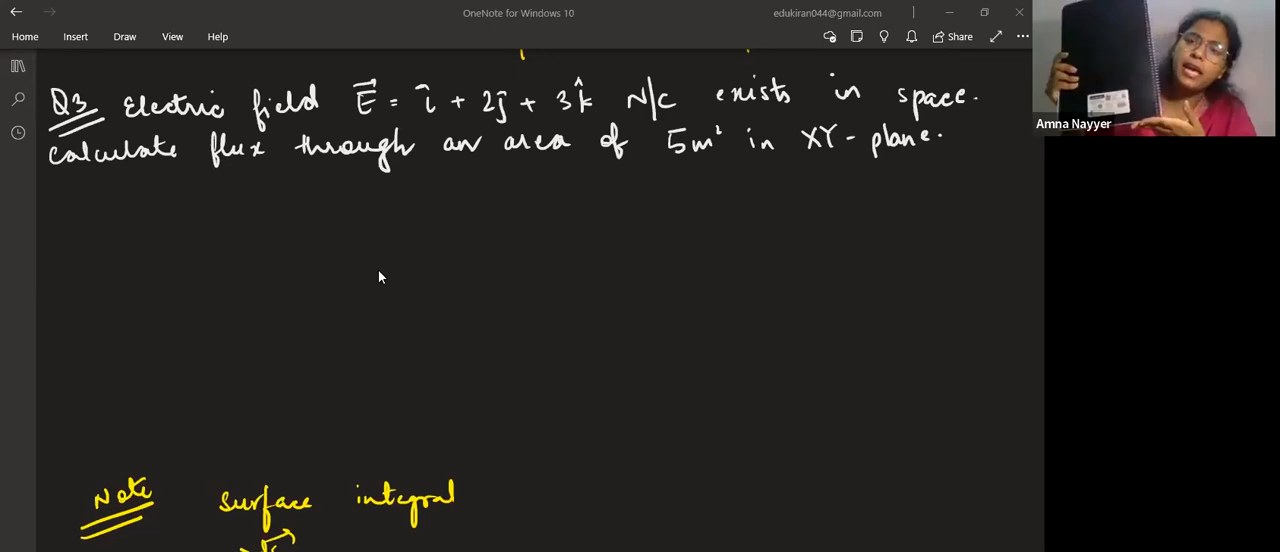 OneNote for Windows 10
edukiran044@gmail.com
Home Insert Draw View Help
Share
Amna Nayyer
Q3 Electric field E⃗ = î + 2ĵ + 3k̂ N/C exists in space.
Calculate flux through an area of 5m² in XY-plane.
Note surface integral